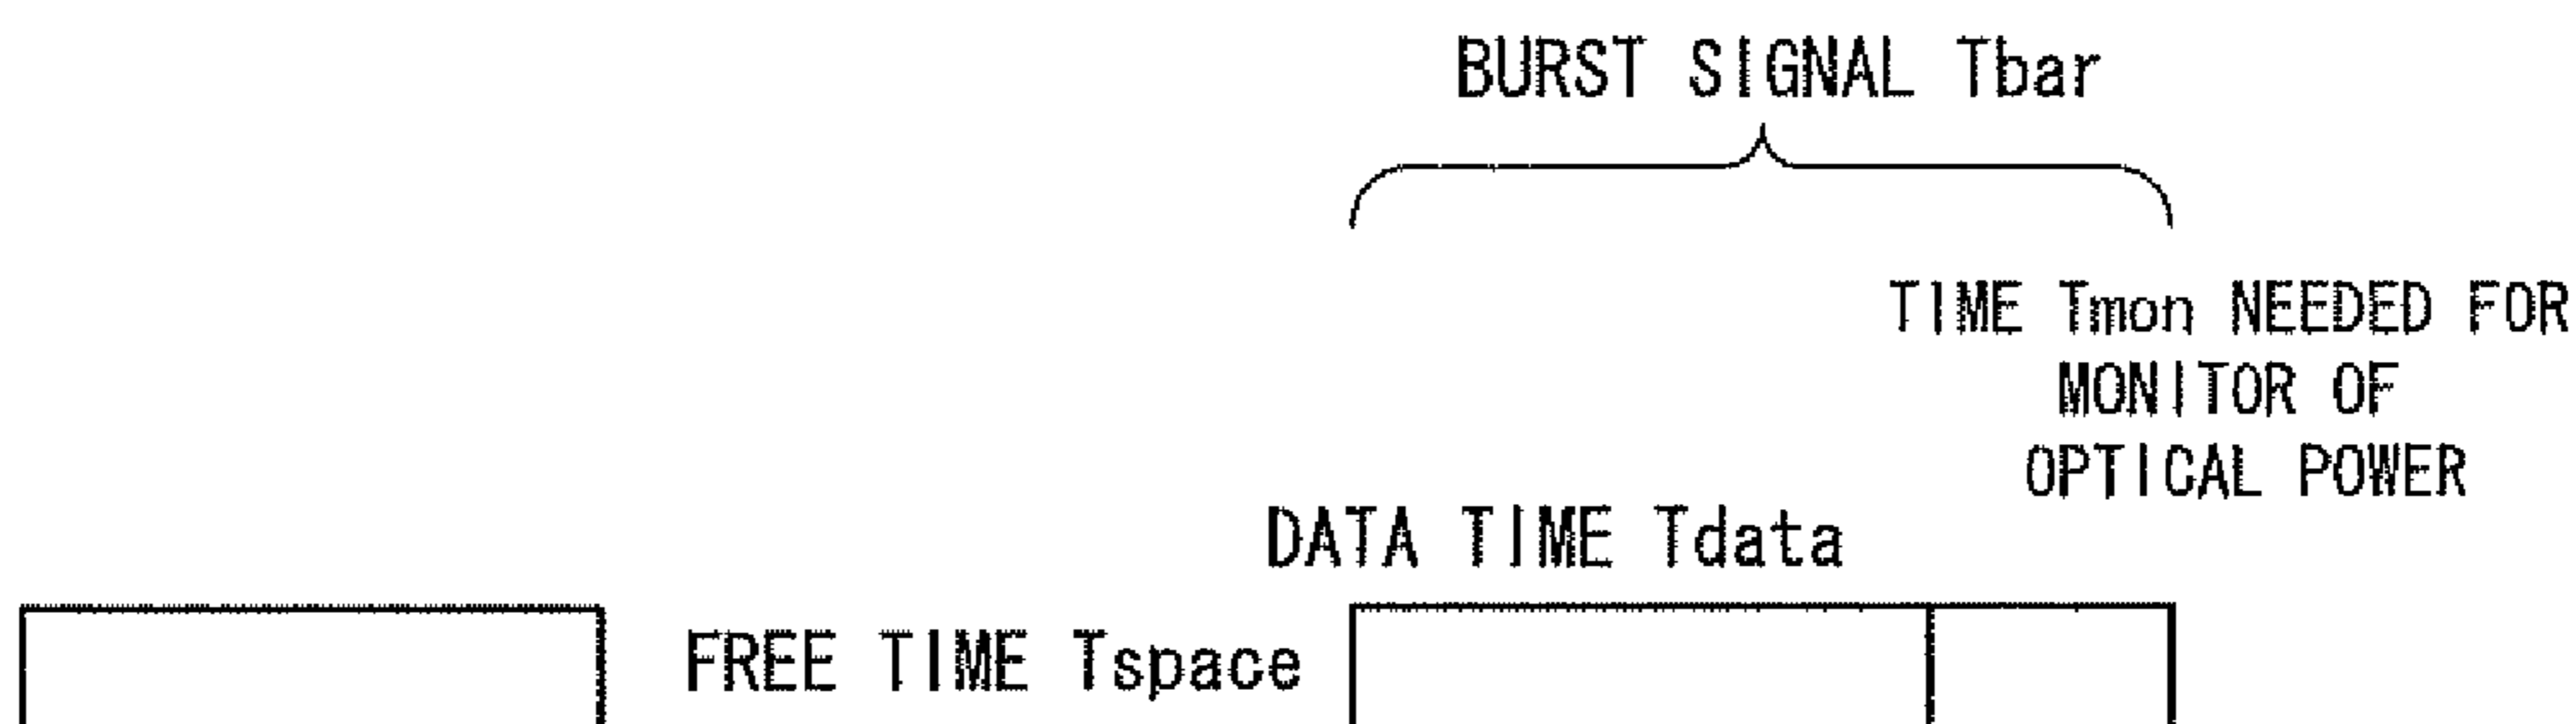 BURST SIGNAL Tbar
TIME Tmon NEEDED FOR
MONITOR OF
OPTICAL POWER
DATA TIME Tdata
FREE TIME Tspace